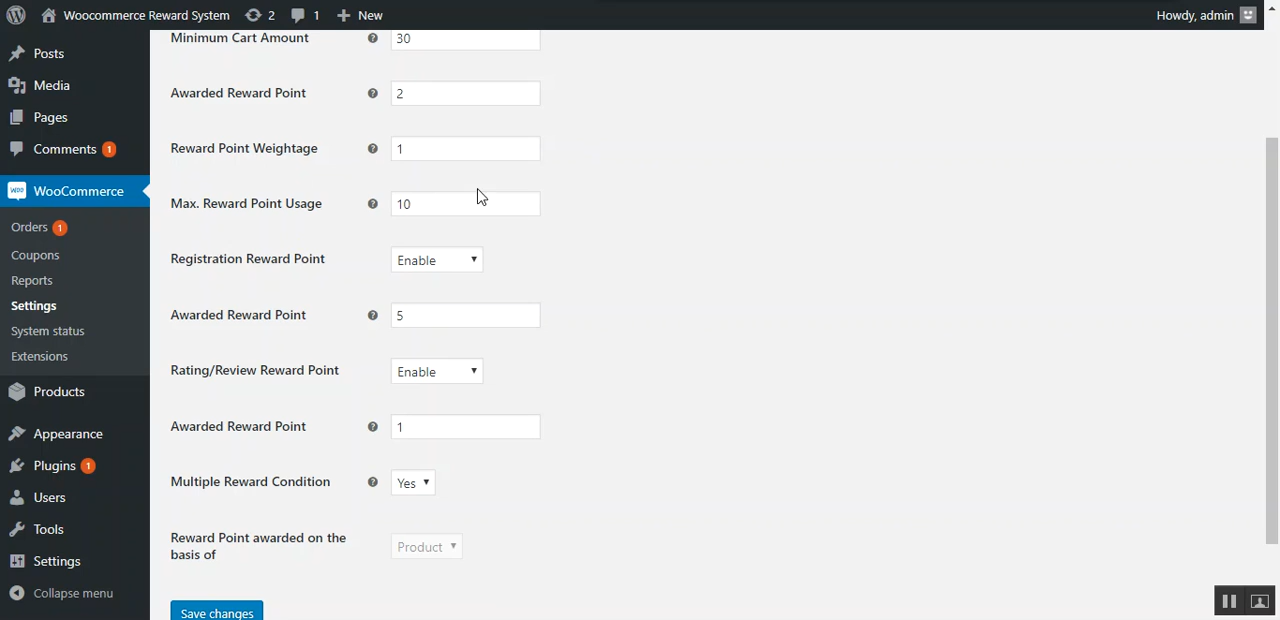 Woocommerce Reward System 2 1 New Howdy, admin
Posts
Media
Pages
Comments 1
WooCommerce
Orders 1
Coupons
Reports
Settings
System status
Extensions
Products
Appearance
Plugins 1
Users
Tools
Settings
Collapse menu
Minimum Cart Amount 30
Awarded Reward Point 2
Reward Point Weightage 1
Max. Reward Point Usage 10
Registration Reward Point Enable
Awarded Reward Point 5
Rating/Review Reward Point Enable
Awarded Reward Point 1
Multiple Reward Condition Yes
Reward Point awarded on the
basis of Product
Save changes